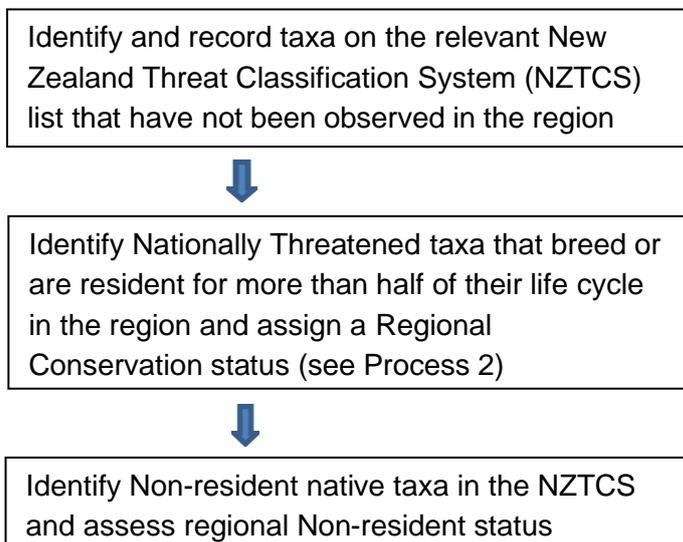 Identify and record taxa on the relevant New
Zealand Threat Classification System (NZTCS)
list that have not been observed in the region
Identify Nationally Threatened taxa that breed or
are resident for more than half of their life cycle
in the region and assign a Regional
Conservation status (see Process 2)
Identify Non-resident native taxa in the NZTCS
and assess regional Non-resident status